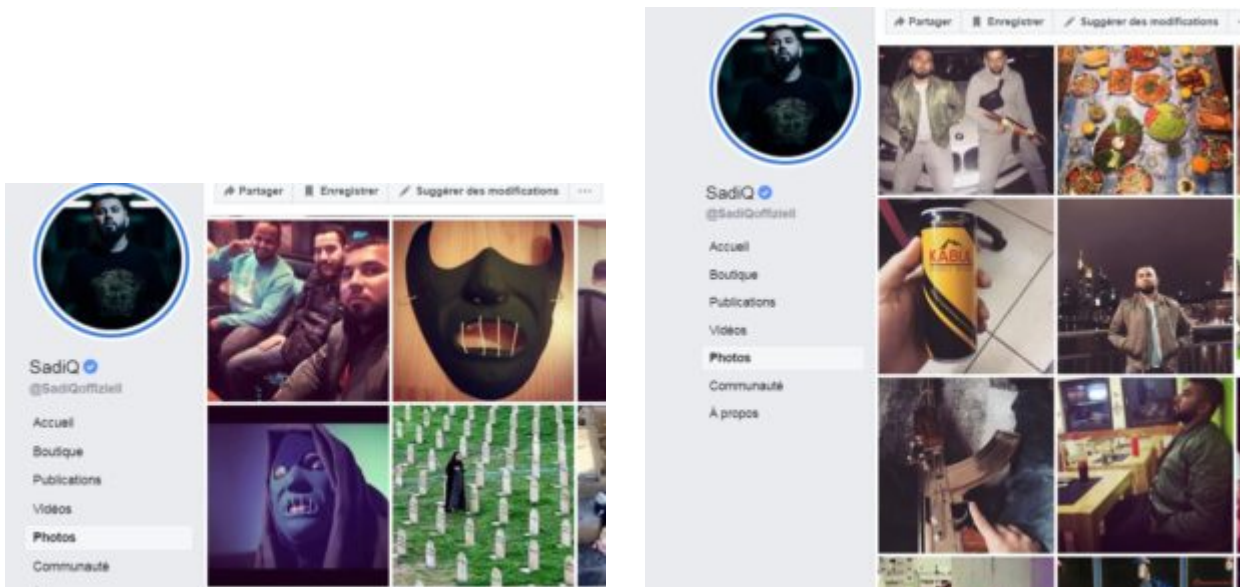 Partager Enregistrer Suggérer des modifications ...
SadiQ
@SadiQoffiziell
Accueil
Boutique
Publications
Vidéos
Photos
Communauté
Partager Enregistrer Suggérer des modifications
SadiQ
@SadiQoffiziell
Accueil
Boutique
Publications
Vidéos
Photos
Communauté
À propos
KABUL